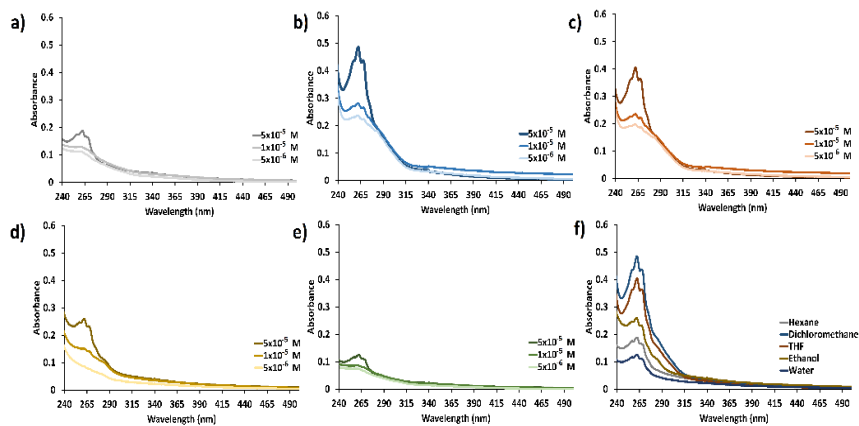 a)
0.6
0.5
0.4
0.3
0.2
0.1
0
Absorbance
240 265 290 315 340 365 390 415 440 465 490
Wavelength (nm)
5x10⁻⁵ M
1x10⁻⁵ M
5x10⁻⁶ M
b)
0.6
0.5
0.4
0.3
0.2
0.1
0
Absorbance
240 265 290 315 340 365 390 415 440 465 490
Wavelength (nm)
5x10⁻⁵ M
1x10⁻⁵ M
5x10⁻⁶ M
c)
0.6
0.5
0.4
0.3
0.2
0.1
0
Absorbance
240 265 290 315 340 365 390 415 440 465 490
Wavelength (nm)
5x10⁻⁵ M
1x10⁻⁵ M
5x10⁻⁶ M
d)
0.6
0.5
0.4
0.3
0.2
0.1
0
Absorbance
240 265 290 315 340 365 390 415 440 465 490
Wavelength (nm)
5x10⁻⁵ M
1x10⁻⁵ M
5x10⁻⁶ M
e)
0.6
0.5
0.4
0.3
0.2
0.1
0
Absorbance
240 265 290 315 340 365 390 415 440 465 490
Wavelength (nm)
5x10⁻⁵ M
1x10⁻⁵ M
5x10⁻⁶ M
f)
0.6
0.5
0.4
0.3
0.2
0.1
0
Absorbance
240 265 290 315 340 365 390 415 440 465 490
Wavelength (nm)
Hexane
Dichloromethane
THF
Ethanol
Water